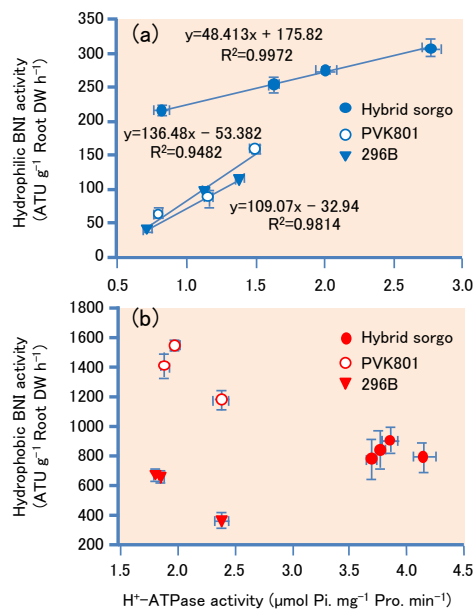 (a)
y=48.413x + 175.82
R²=0.9972
Hybrid sorgo
PVK801
296B
y=136.48x − 53.382
R²=0.9482
y=109.07x − 32.94
R²=0.9814
Hydrophilic BNI activity
(ATU g⁻¹ Root DW h⁻¹)
350
300
250
200
150
100
50
0
0.5 1.0 1.5 2.0 2.5 3.0
(b)
Hybrid sorgo
PVK801
296B
Hydrophobic BNI activity
(ATU g⁻¹ Root DW h⁻¹)
1800
1600
1400
1200
1000
800
600
400
200
1.5 2.0 2.5 3.0 3.5 4.0 4.5
H⁺−ATPase activity (μmol Pi. mg⁻¹ Pro. min⁻¹)